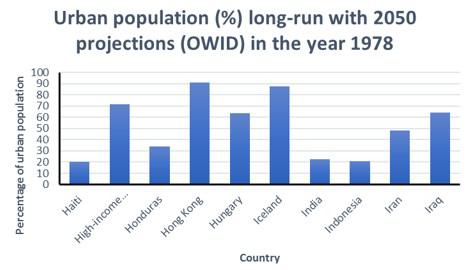 Urban population (%) long-run with 2050
projections (OWID) in the year 1978
Percentage of urban population
100
90
80
70
60
50
40
30
20
10
0
Haiti
High-income...
Honduras
Hong Kong
Hungary
Iceland
India
Indonesia
Iran
Iraq
Country